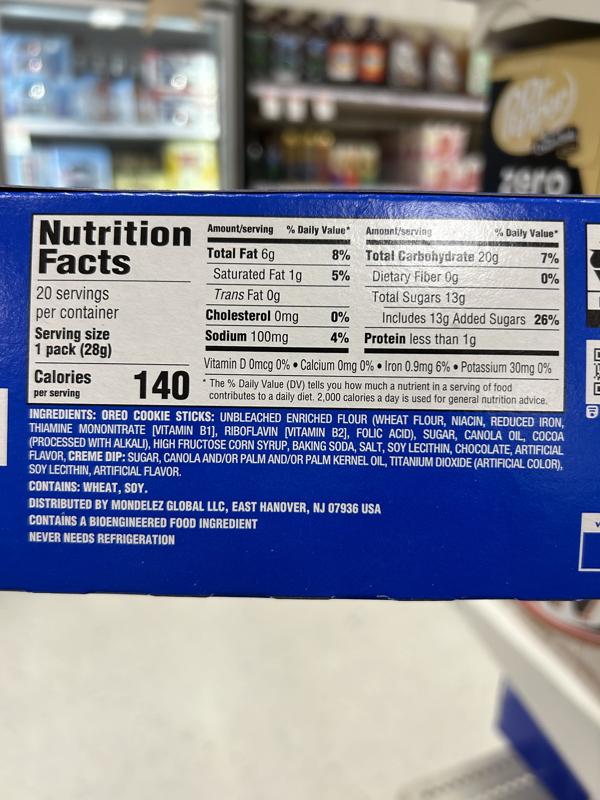 Dr Pepper
zero
Nutrition
Facts
20 servings
per container
Serving size
1 pack (28g)
Calories
per serving
140
Amount/serving % Daily Value*
Total Fat 6g 8%
Saturated Fat 1g 5%
Trans Fat 0g
Cholesterol 0mg 0%
Sodium 100mg 4%
Amount/serving % Daily Value*
Total Carbohydrate 20g 7%
Dietary Fiber 0g 0%
Total Sugars 13g
Includes 13g Added Sugars 26%
Protein less than 1g
Vitamin D 0mcg 0% • Calcium 0mg 0% • Iron 0.9mg 6% • Potassium 30mg 0%
* The % Daily Value (DV) tells you how much a nutrient in a serving of food
contributes to a daily diet. 2,000 calories a day is used for general nutrition advice.
INGREDIENTS: OREO COOKIE STICKS: UNBLEACHED ENRICHED FLOUR (WHEAT FLOUR, NIACIN, REDUCED IRON,
THIAMINE MONONITRATE [VITAMIN B1], RIBOFLAVIN [VITAMIN B2], FOLIC ACID), SUGAR, CANOLA OIL, COCOA
(PROCESSED WITH ALKALI), HIGH FRUCTOSE CORN SYRUP, BAKING SODA, SALT, SOY LECITHIN, CHOCOLATE, ARTIFICIAL
FLAVOR, CREME DIP: SUGAR, CANOLA AND/OR PALM AND/OR PALM KERNEL OIL, TITANIUM DIOXIDE (ARTIFICIAL COLOR),
SOY LECITHIN, ARTIFICIAL FLAVOR.
CONTAINS: WHEAT, SOY.
DISTRIBUTED BY MONDELEZ GLOBAL LLC, EAST HANOVER, NJ 07936 USA
CONTAINS A BIOENGINEERED FOOD INGREDIENT
NEVER NEEDS REFRIGERATION